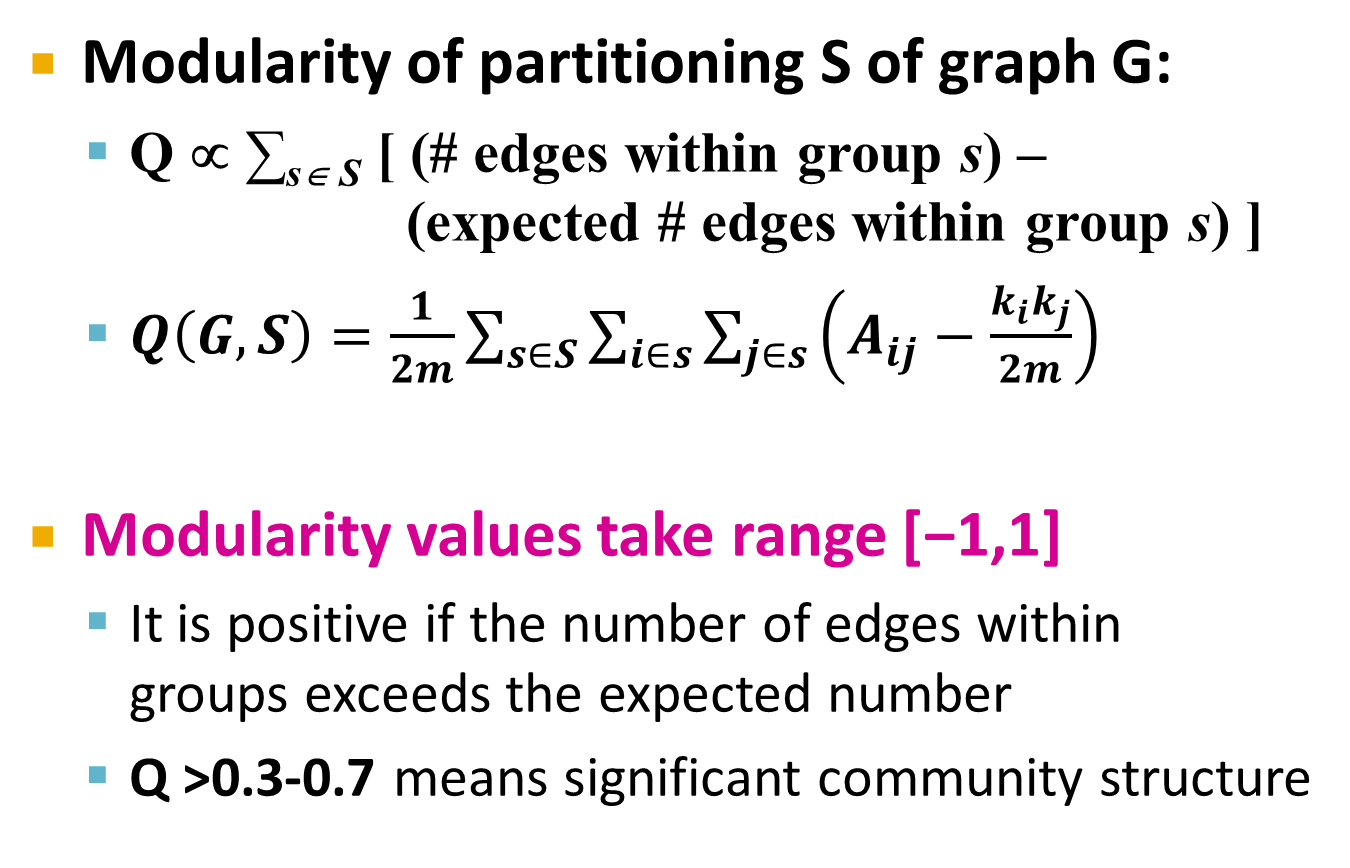 Modularity of partitioning S of graph G:
Q ∝ ∑s∈S [ (# edges within group s) –
(expected # edges within group s) ]
Q(G, S) = 1/2m ∑s∈S ∑i∈s ∑j∈s (Aij − kikj/2m)
Modularity values take range [−1,1]
It is positive if the number of edges within
groups exceeds the expected number
Q >0.3-0.7 means significant community structure